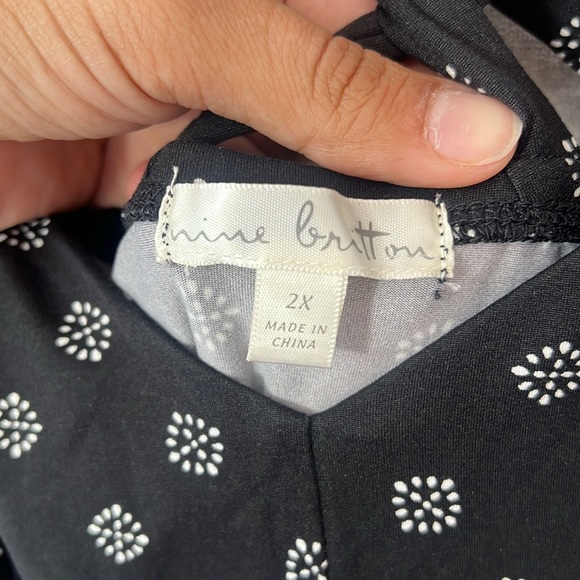 nine britton
2X
MADE IN
CHINA